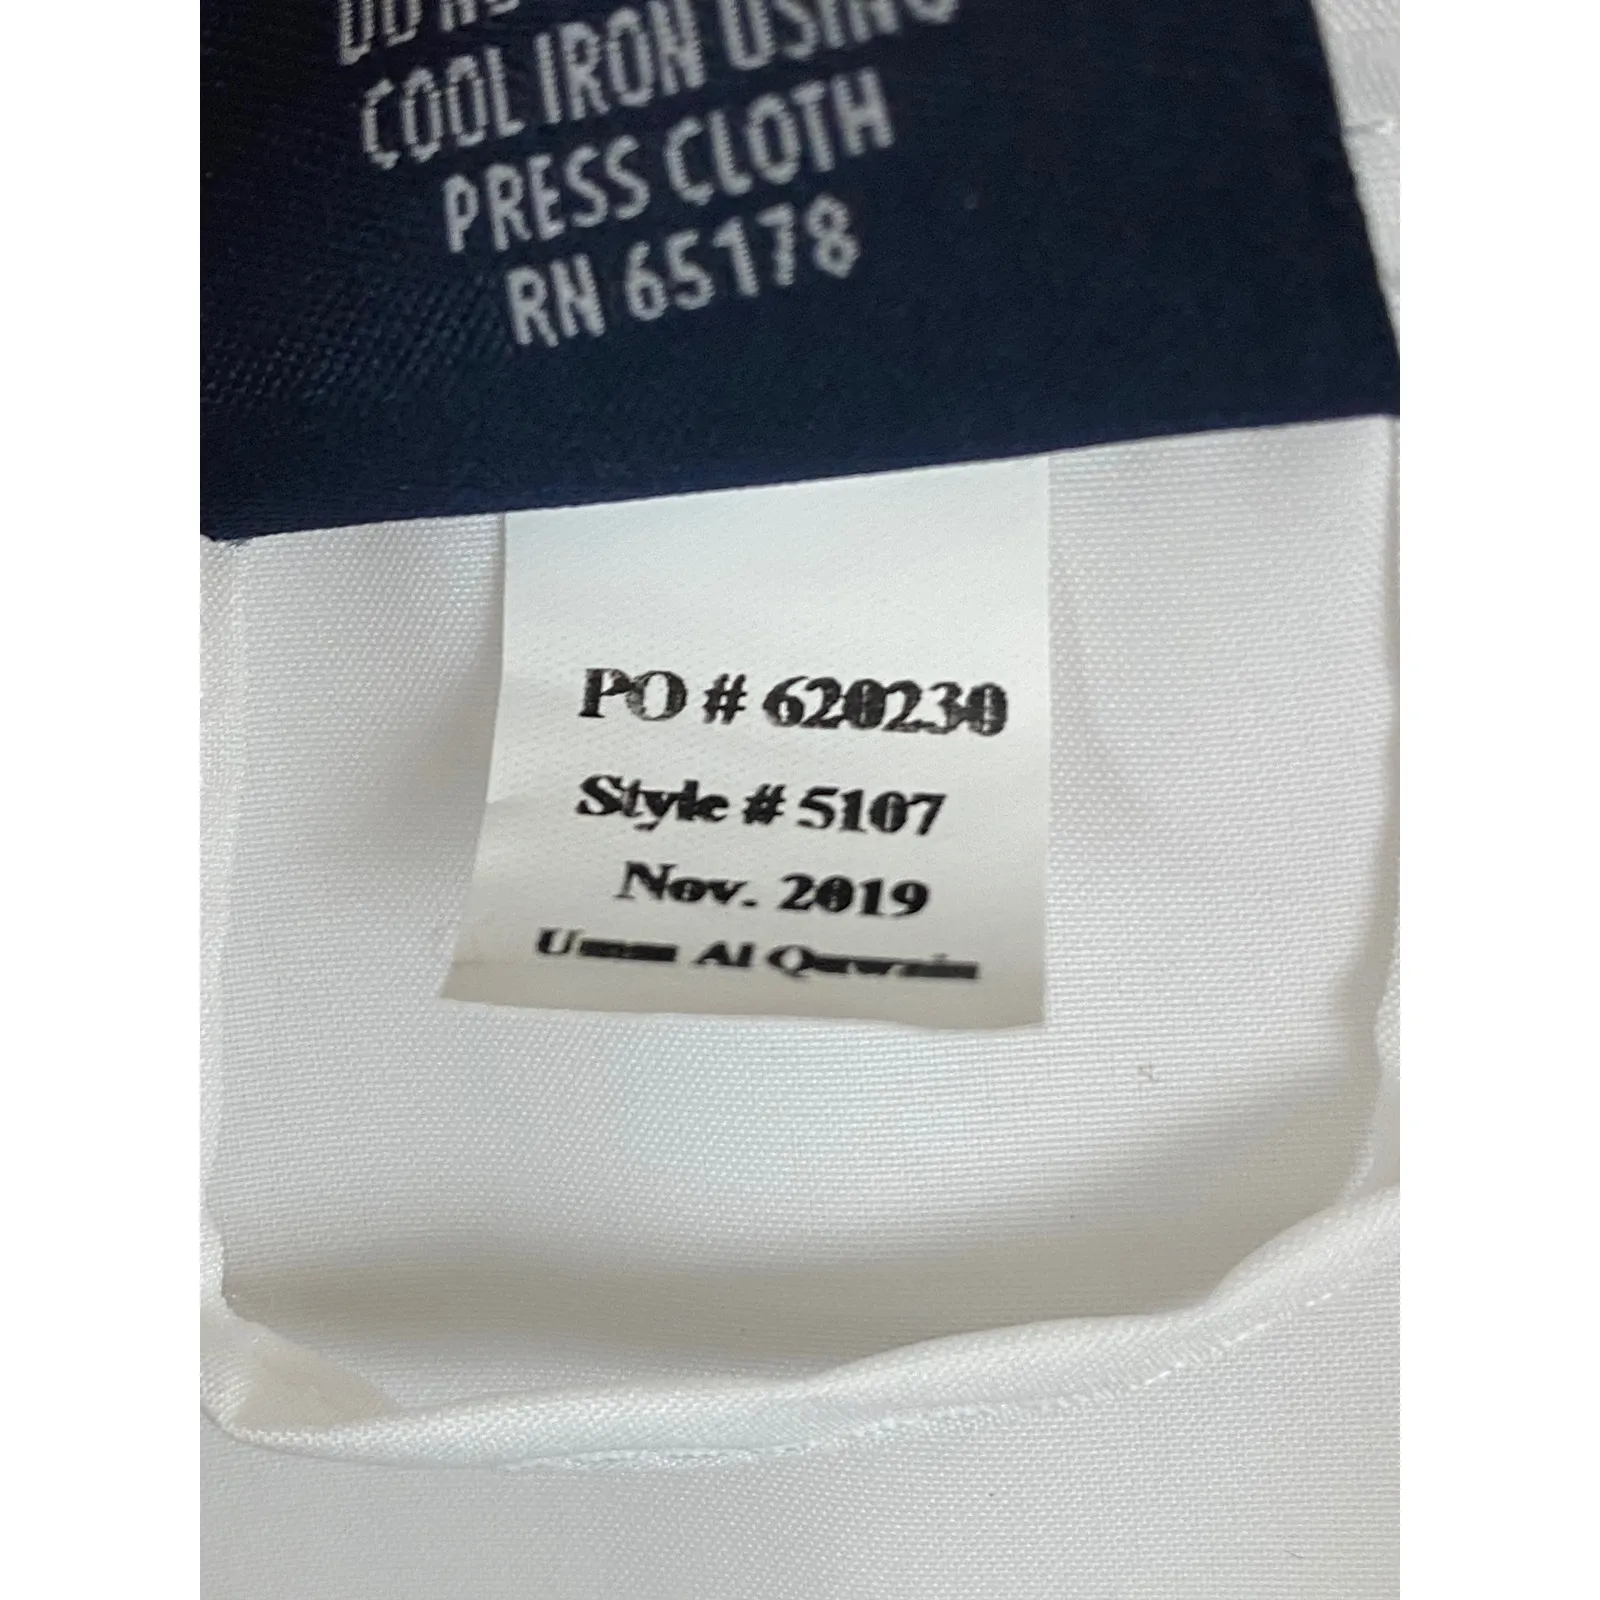 COOL IRON USING
PRESS CLOTH
RN 65178
PO # 620230
Style # 5107
Nov. 2019
Umm Al Quwain